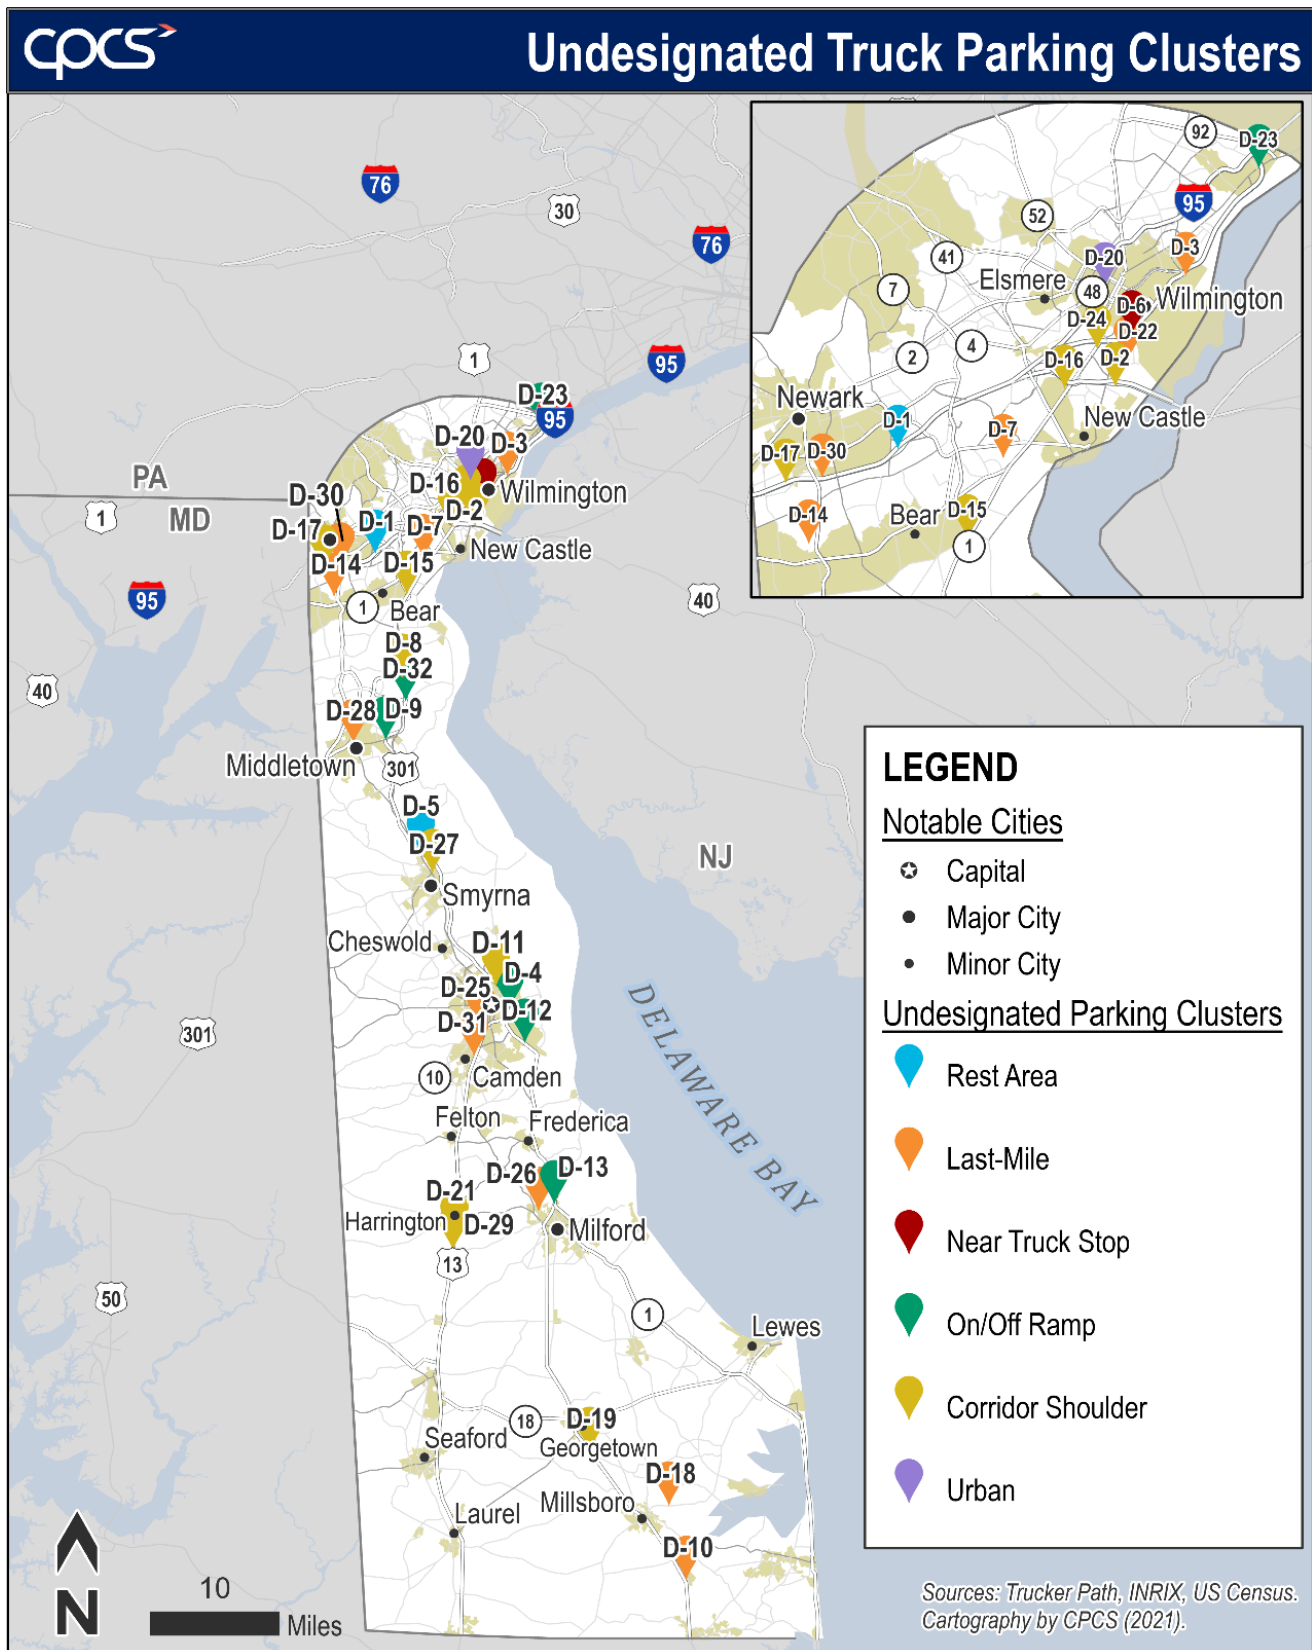 cpcs
Undesignated Truck Parking Clusters
76
30
76
1
95
D-23
95
D-20
D-3
PA
D-16
Wilmington
D-30
D-2
1
MD
D-17
D-1
D-7
New Castle
D-14
D-15
95
1
Bear
40
D-8
D-32
40
D-28
D-9
Middletown
301
D-5
D-27
NJ
Smyrna
Cheswold
D-11
D-4
D-25
D-12
D-31
301
10
Camden
DELAWARE BAY
Felton
Frederica
D-26
D-13
D-21
Harrington
D-29
Milford
13
50
1
Lewes
18
D-19
Seaford
Georgetown
D-18
Millsboro
Laurel
D-10
N
10
Miles
92
D-23
95
52
D-3
41
D-20
7
Elsmere
48
D-6
Wilmington
D-24
D-22
2
4
D-16
D-2
Newark
D-1
D-7
New Castle
D-17
D-30
D-14
Bear
D-15
1
LEGEND
Notable Cities
Capital
Major City
Minor City
Undesignated Parking Clusters
Rest Area
Last-Mile
Near Truck Stop
On/Off Ramp
Corridor Shoulder
Urban
Sources: Trucker Path, INRIX, US Census.
Cartography by CPCS (2021).